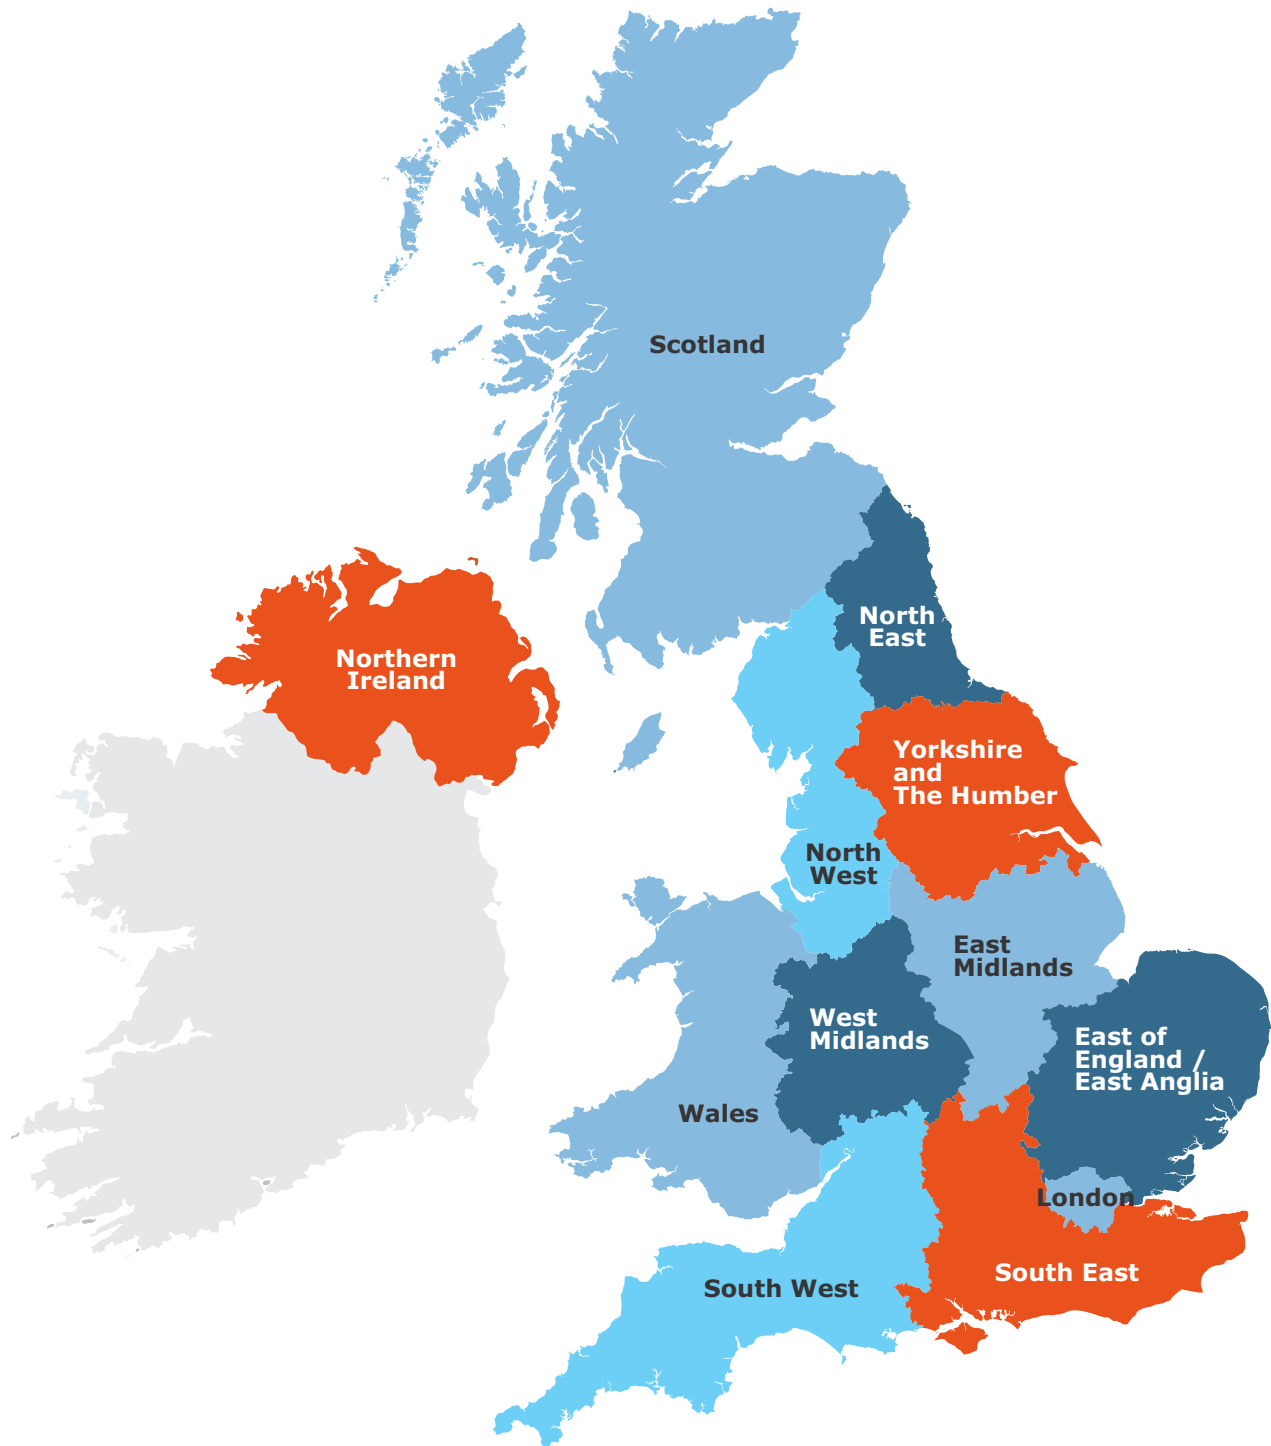 Scotland
North
East
Northern
Ireland
Yorkshire
and
The Humber
North
West
East
Midlands
West
Midlands
East of
England /
East Anglia
Wales
London
South East
South West